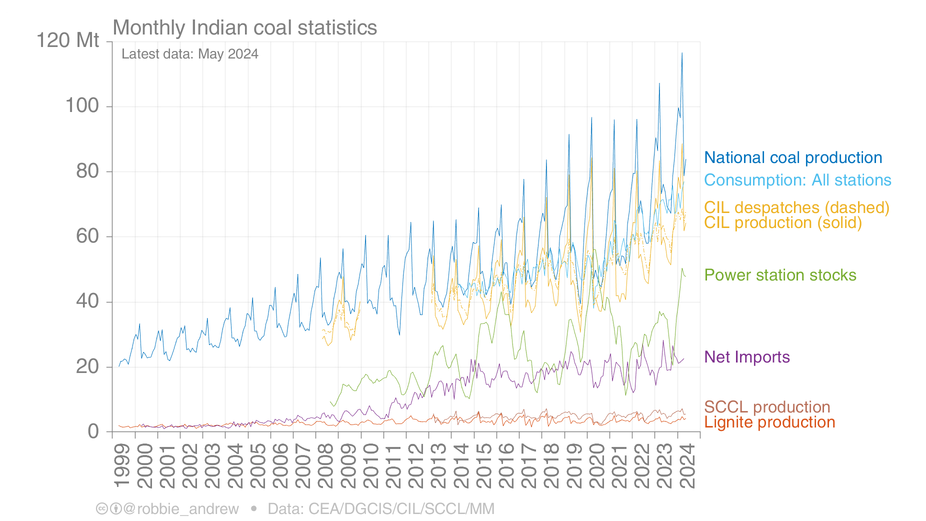 Monthly Indian coal statistics
120 Mt
Latest data: May 2024
100
80
60
40
20
0
National coal production
Consumption: All stations
CIL despatches (dashed)
CIL production (solid)
Power station stocks
Net Imports
SCCL production
Lignite production
1999 2000 2001 2002 2003 2004 2005 2006 2007 2008 2009 2010 2011 2012 2013 2014 2015 2016 2017 2018 2019 2020 2021 2022 2023 2024
@robbie_andrew • Data: CEA/DGCIS/CIL/SCCL/MM